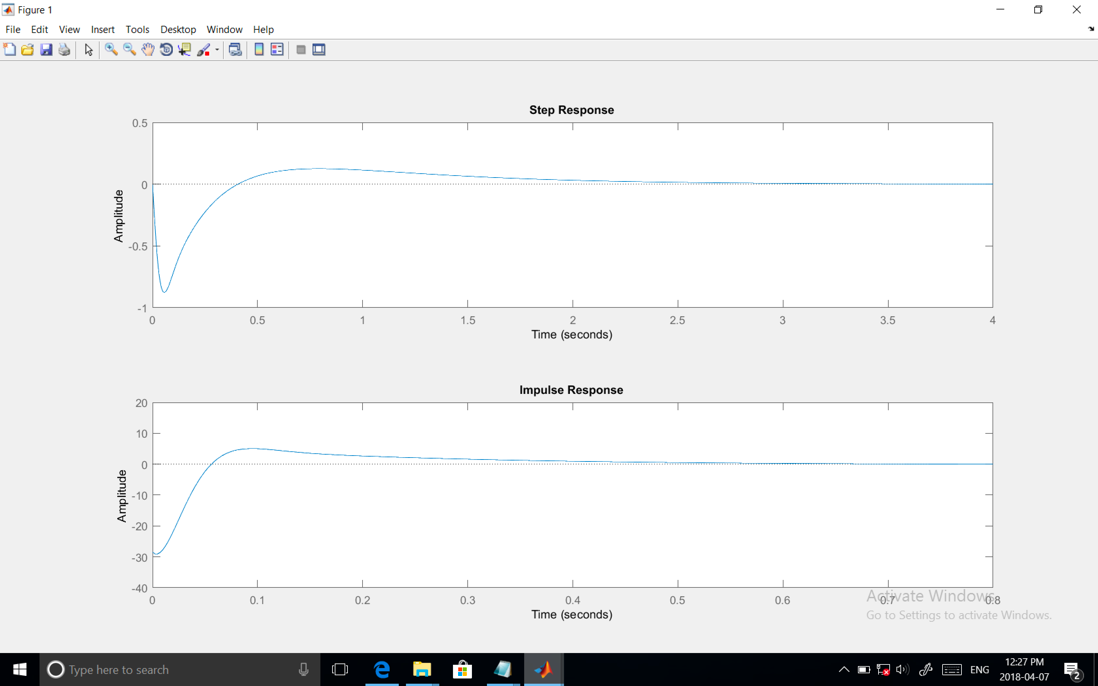 Figure 1
File Edit View Insert Tools Desktop Window Help
Step Response
0.5
0
-0.5
-1
Amplitude
0 0.5 1 1.5 2 2.5 3 3.5 4
Time (seconds)
Impulse Response
20
10
0
-10
-20
-30
-40
Amplitude
0 0.1 0.2 0.3 0.4 0.5 0.6 0.7 0.8
Time (seconds)
Activate Windows
Go to Settings to activate Windows.
Type here to search
ENG
12:27 PM
2018-04-07
2